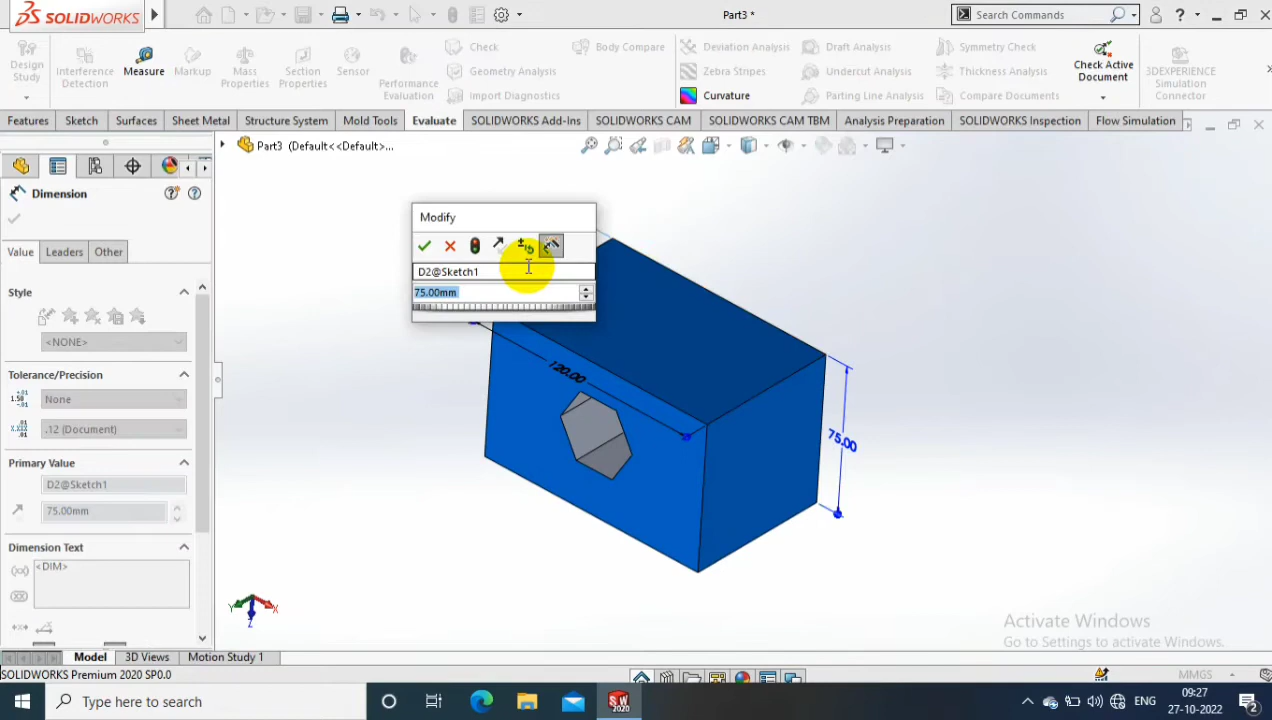 SOLIDWORKS
Part3 *
Search Commands
Design Study
Interference Detection
Measure
Markup
Mass Properties
Section Properties
Sensor
Performance Evaluation
Check
Geometry Analysis
Import Diagnostics
Body Compare
Deviation Analysis
Zebra Stripes
Curvature
Draft Analysis
Undercut Analysis
Parting Line Analysis
Symmetry Check
Thickness Analysis
Compare Documents
Check Active Document
3DEXPERIENCE Simulation Connector
Features
Sketch
Surfaces
Sheet Metal
Structure System
Mold Tools
Evaluate
SOLIDWORKS Add-Ins
SOLIDWORKS CAM
SOLIDWORKS CAM TBM
Analysis Preparation
SOLIDWORKS Inspection
Flow Simulation
Part3 (Default<<Default>...
Dimension
Value
Leaders
Other
Style
<NONE>
Tolerance/Precision
None
.12 (Document)
Primary Value
D2@Sketch1
75.00mm
Dimension Text
<DIM>
Modify
D2@Sketch1
75.00mm
120.00
75.00
Y
X
Z
Activate Windows
Go to Settings to activate Windows.
Model
3D Views
Motion Study 1
SOLIDWORKS Premium 2020 SP0.0
MMGS
Type here to search
SW
2020
ENG
09:27
27-10-2022
2